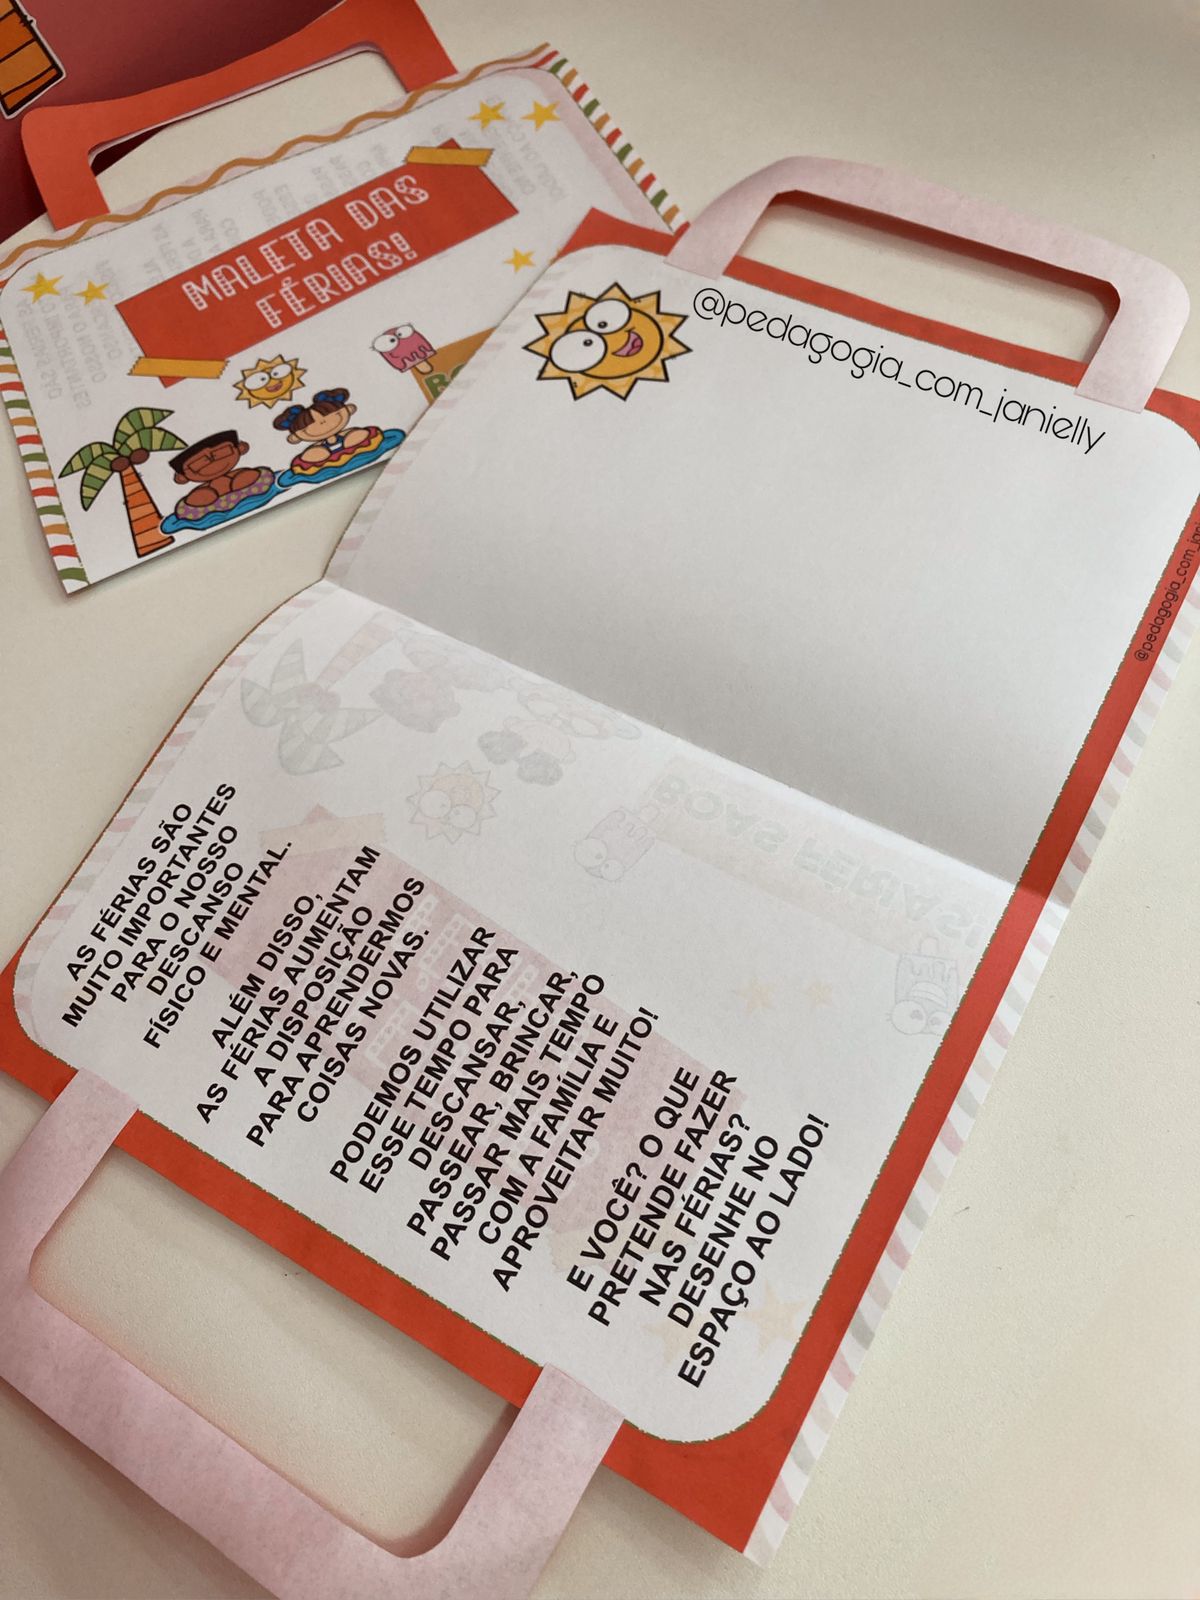 MALETA DAS
FÉRIAS!
@pedagogia_com_janielly
@pedagogia_com_jani
AS FÉRIAS SÃO
MUITO IMPORTANTES
PARA O NOSSO
DESCANSO
FÍSICO E MENTAL.
ALÉM DISSO,
AS FÉRIAS AUMENTAM
A DISPOSIÇÃO
PARA APRENDERMOS
COISAS NOVAS.
PODEMOS UTILIZAR
ESSE TEMPO PARA
DESCANSAR,
PASSEAR, BRINCAR,
PASSAR MAIS TEMPO
COM A FAMÍLIA E
APROVEITAR MUITO!
E VOCÊ? O QUE
PRETENDE FAZER
NAS FÉRIAS?
DESENHE NO
ESPAÇO AO LADO!
BOAS FÉRIAS!